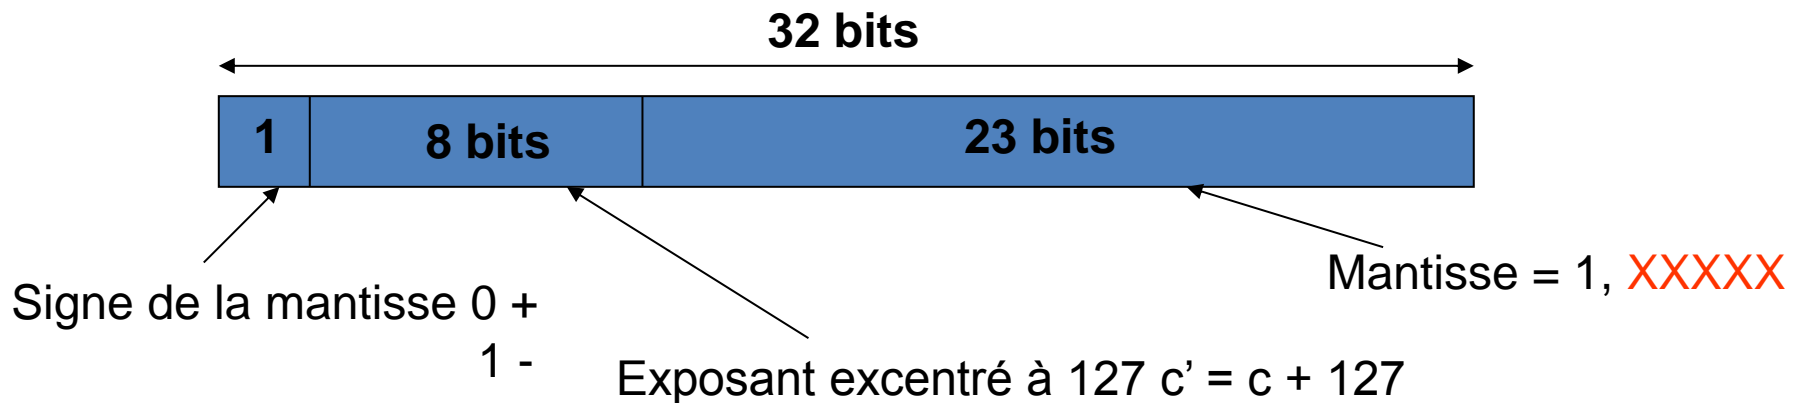 32 bits
1 8 bits 23 bits
Mantisse = 1, XXXXX
Signe de la mantisse 0 +
1 -
Exposant excentré à 127 c’ = c + 127